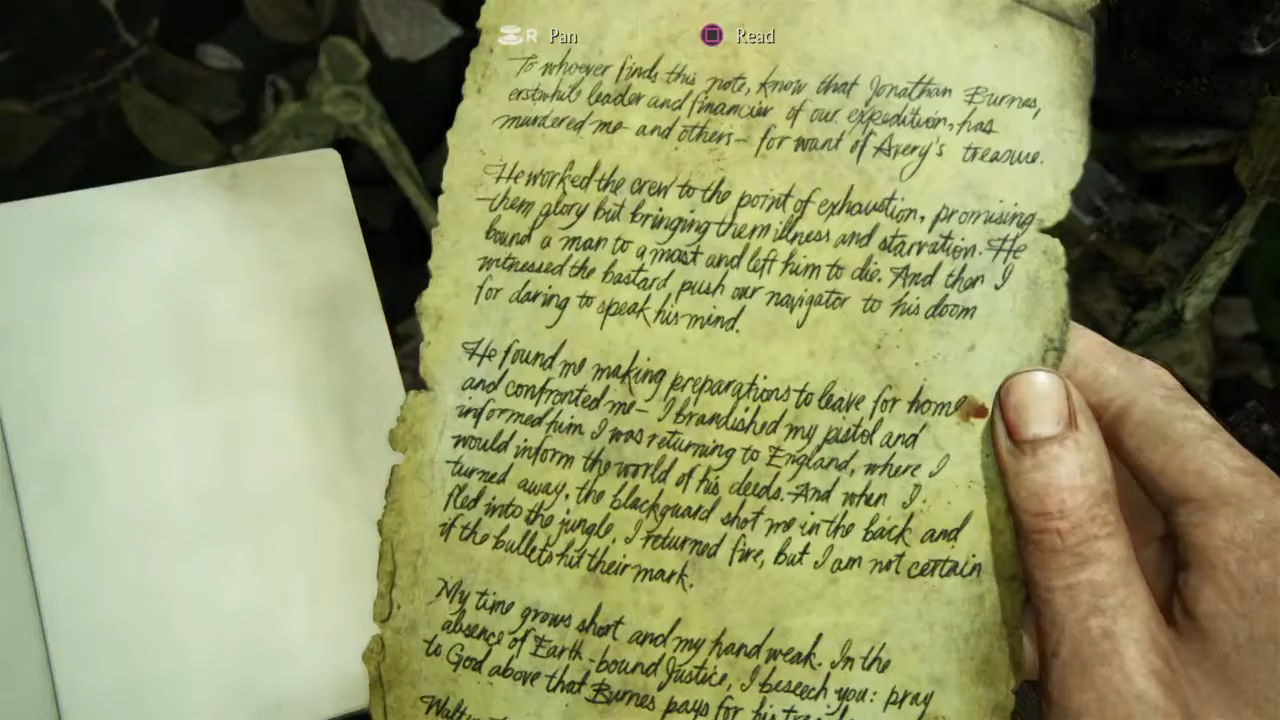 R Pan
Read
To whoever finds this note, know that Jonathan Burnes,
erstwhile leader and financier of our expedition, has
murdered me- and others- for want of Avery's treasure.
He worked the crew to the point of exhaustion, promising
them glory but bringing them illness and starvation. He
bound a man to a mast and left him to die. And then I
witnessed the bastard push our navigator to his doom
for daring to speak his mind.
He found me making preparations to leave for home
and confronted me- I brandished my pistol and
informed him I was returning to England, where I
would inform the world of his deeds. And when I
turned away, the blackguard shot me in the back and
fled into the jungle. I returned fire, but I am not certain
if the bullets hit their mark.
My time grows short and my hand weak. In the
absence of Earth-bound Justice, I beseech you: pray
to God above that Burnes pays for his